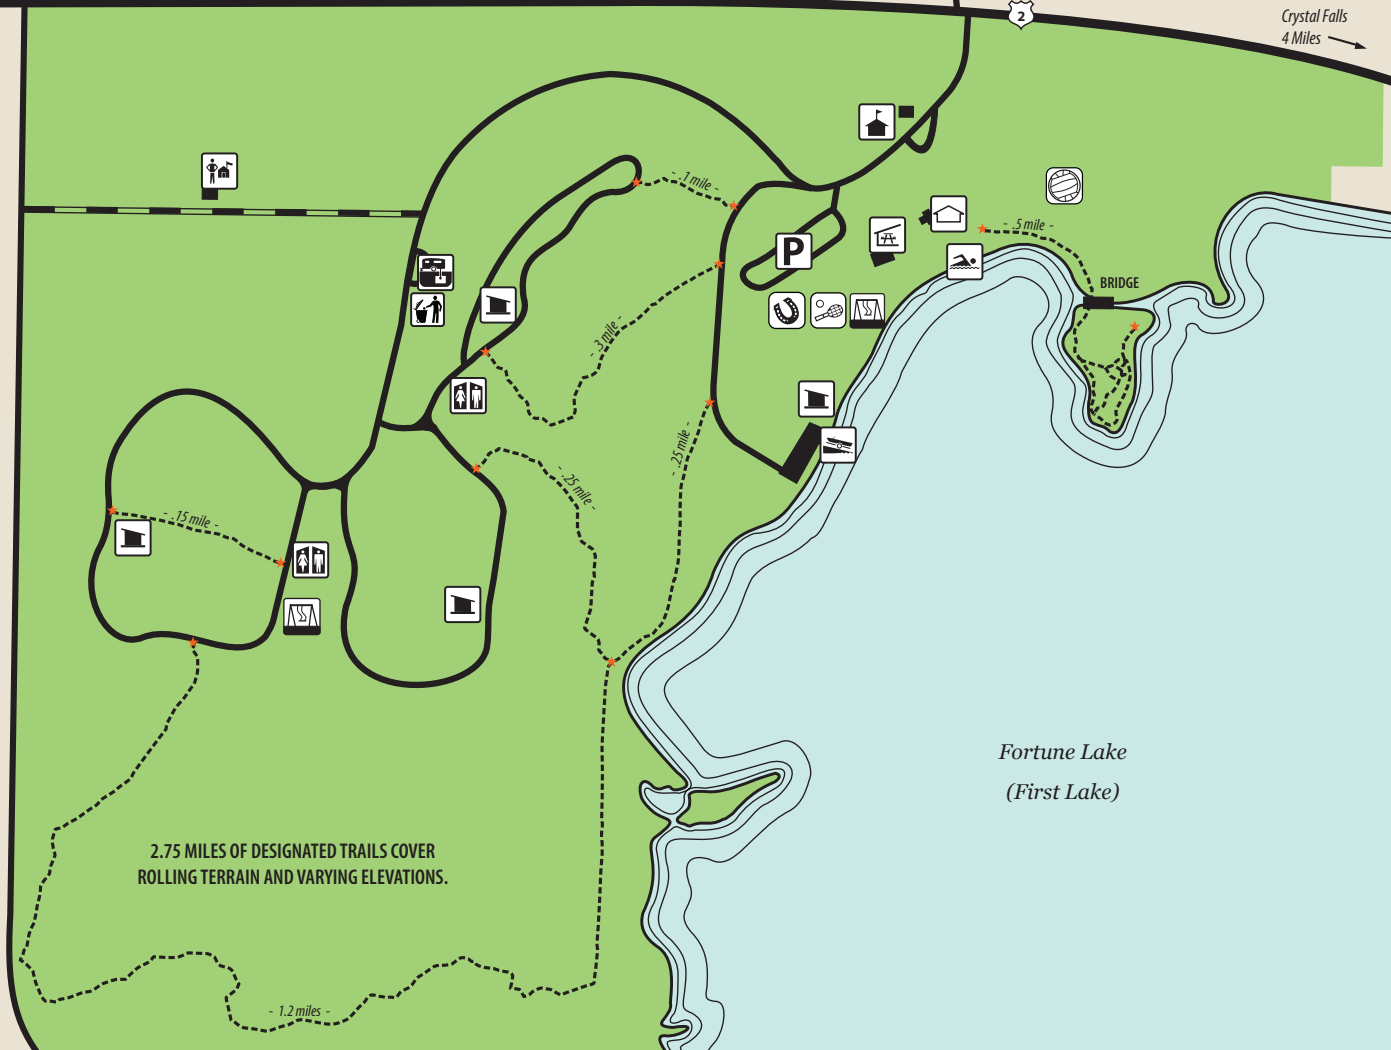 2
Crystal Falls
4 Miles
- .1 mile -
- .5 mile -
P
BRIDGE
- .3 mile -
- .25 mile -
- .25 mile -
- .15 mile -
Fortune Lake
(First Lake)
2.75 MILES OF DESIGNATED TRAILS COVER
ROLLING TERRAIN AND VARYING ELEVATIONS.
- 1.2 miles -